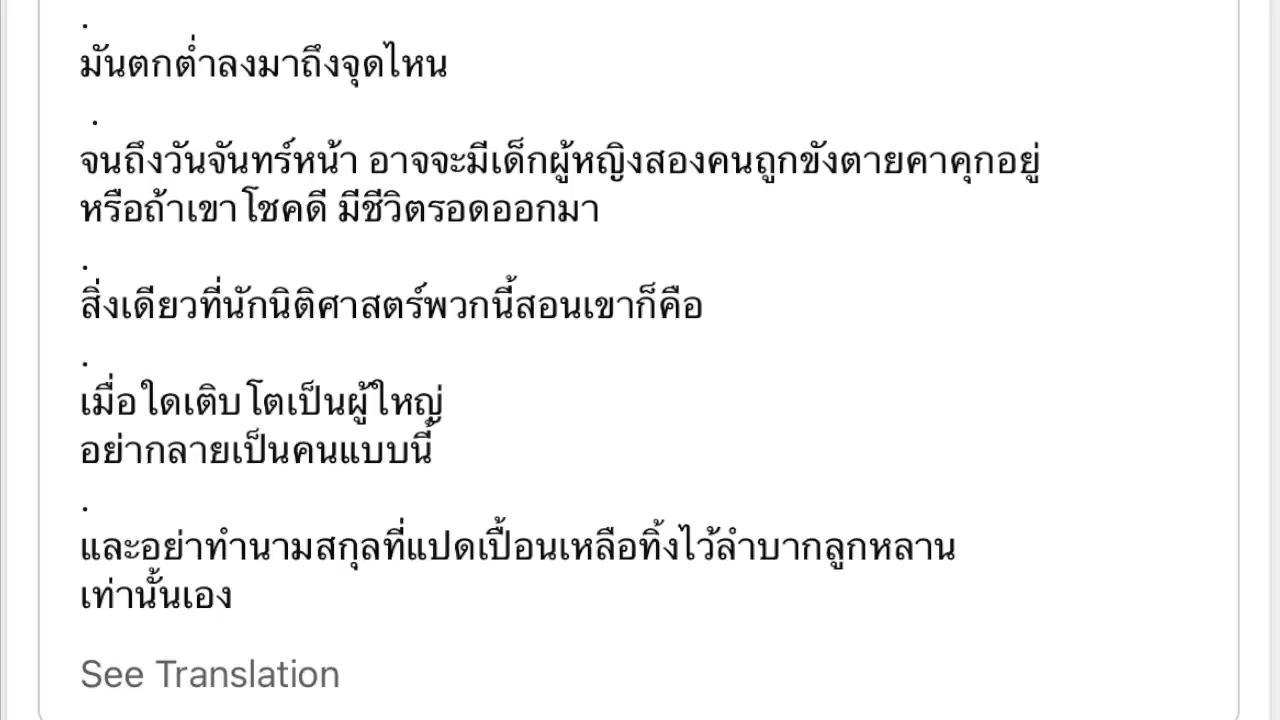 .
มันตกต่ำลงมาถึงจุดไหน
.
จนถึงวันจันทร์หน้า อาจจะมีเด็กผู้หญิงสองคนถูกขังตายคาคุกอยู่
หรือถ้าเขาโชคดี มีชีวิตรอดออกมา
.
สิ่งเดียวที่นักนิติศาสตร์พวกนี้สอนเขาก็คือ
.
เมื่อใดเติบโตเป็นผู้ใหญ่
อย่ากลายเป็นคนแบบนี้
.
และอย่าทำนามสกุลที่แปดเปื้อนเหลือทิ้งไว้ลำบากลูกหลาน
เท่านั้นเอง
See Translation